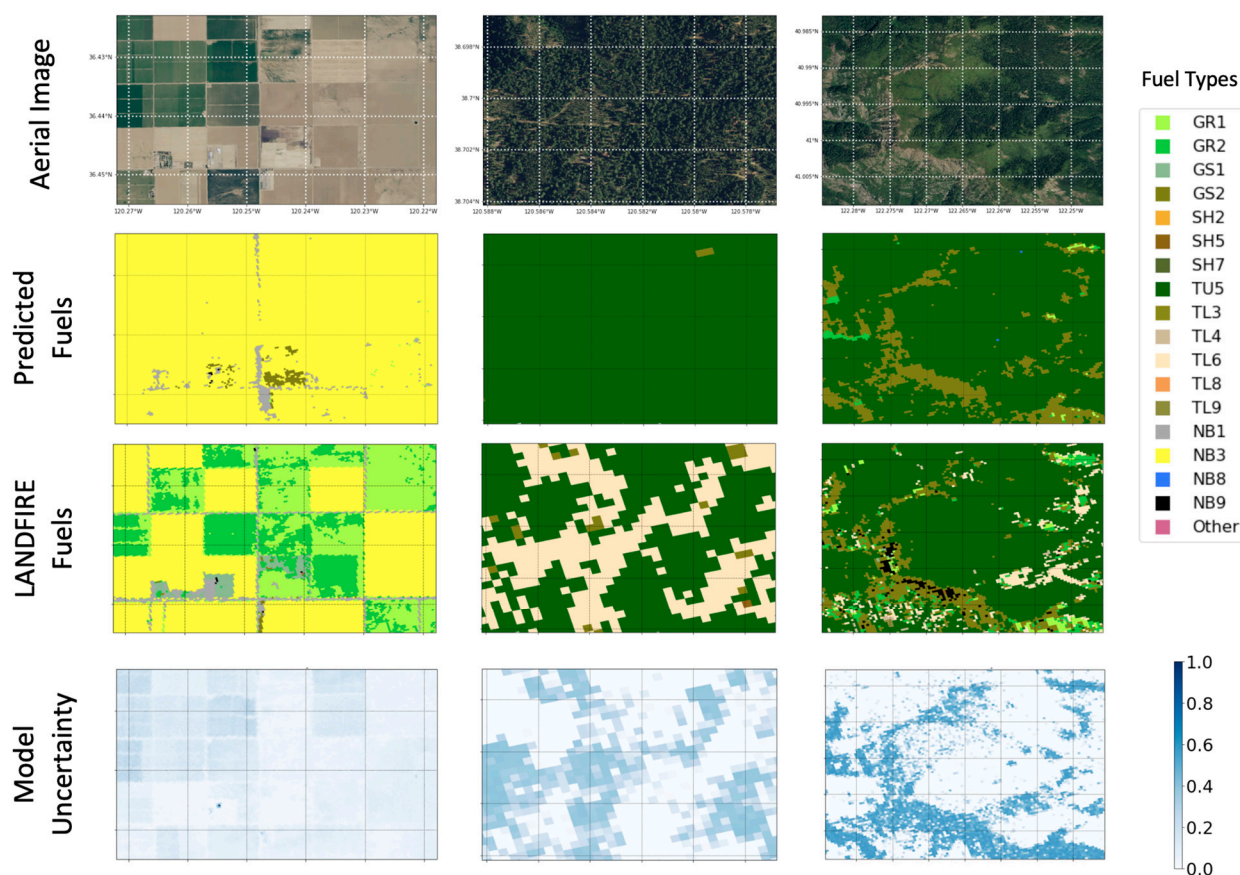 Aerial Image
36.43°N
36.44°N
36.45°N
120.27°W 120.26°W 120.25°W 120.24°W 120.23°W 120.22°W
38.698°N
38.7°N
38.702°N
38.704°N
120.588°W 120.586°W 120.584°W 120.582°W 120.58°W 120.578°W
40.985°N
40.99°N
40.995°N
41°N
41.005°N
122.28°W 122.275°W 122.27°W 122.265°W 122.26°W 122.255°W 122.25°W
Predicted
Fuels
LANDFIRE
Fuels
Model
Uncertainty
Fuel Types
GR1
GR2
GS1
GS2
SH2
SH5
SH7
TU5
TL3
TL4
TL6
TL8
TL9
NB1
NB3
NB8
NB9
Other
1.0
0.8
0.6
0.4
0.2
0.0